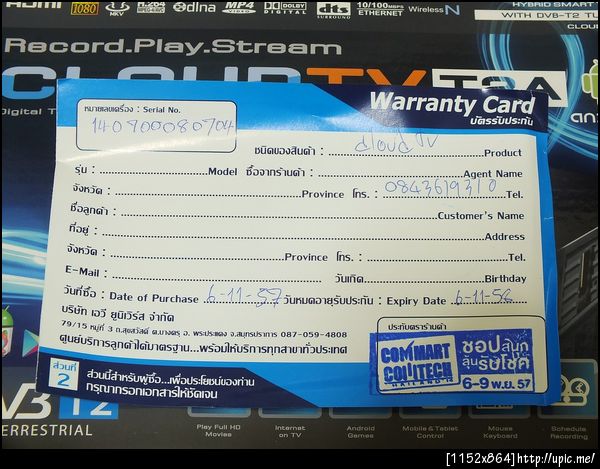 HDMI 1080 MKV H.264 dlna MP4 DOLBY DIGITAL dts 10/100Mbps ETHERNET Wireless N
HYBRID SMART
WITH DVB-T2 TU
Record.Play.Stream
CLOUDTV T2A
Digital T
Warranty Card
บัตรรับประกัน
หมายเลขเครื่อง : Serial No.
140700080704
ชนิดของสินค้า : cloud TV Product
รุ่น : Model ซื้อจากร้านค้า : Agent Name
จังหวัด : Province โทร. : 0843619310 Tel.
ชื่อลูกค้า : Customer's Name
ที่อยู่ : Address
จังหวัด : Province โทร. : Tel.
E-Mail : วันเกิด : Birthday
วันที่ซื้อ : Date of Purchase 6-11-57 วันหมดอายุรับประกัน : Expiry Date 6-11-58
บริษัท เอวี ยูนิเวิร์ส จำกัด
79/15 หมู่ที่ 3 ถ.สุขสวัสดิ์ ต.บางครุ อ. พระประแดง จ.สมุทรปราการ 087-059-4808
ศูนย์บริการลูกค้าได้มาตรฐาน...พร้อมให้บริการทุกสาขาทั่วประเทศ
ประทับตราร้านค้า
COMMART
COMTECH
THAILAND
ชอปสนุก
ลุ้นรับโชค
6-9 พ.ย. 57
ส่วนที่
2
ส่วนนี้สำหรับผู้ซื้อ...เพื่อประโยชน์ของท่าน
กรุณากรอกเอกสารให้ชัดเจน
VB T2
TERRESTRIAL
Play Full HD
Movies
Internet
on TV
Android
Games
Mobile & Tablet
Control
Mouse
Keyboard
Schedule
Recording
[1152x864]http://upic.me/